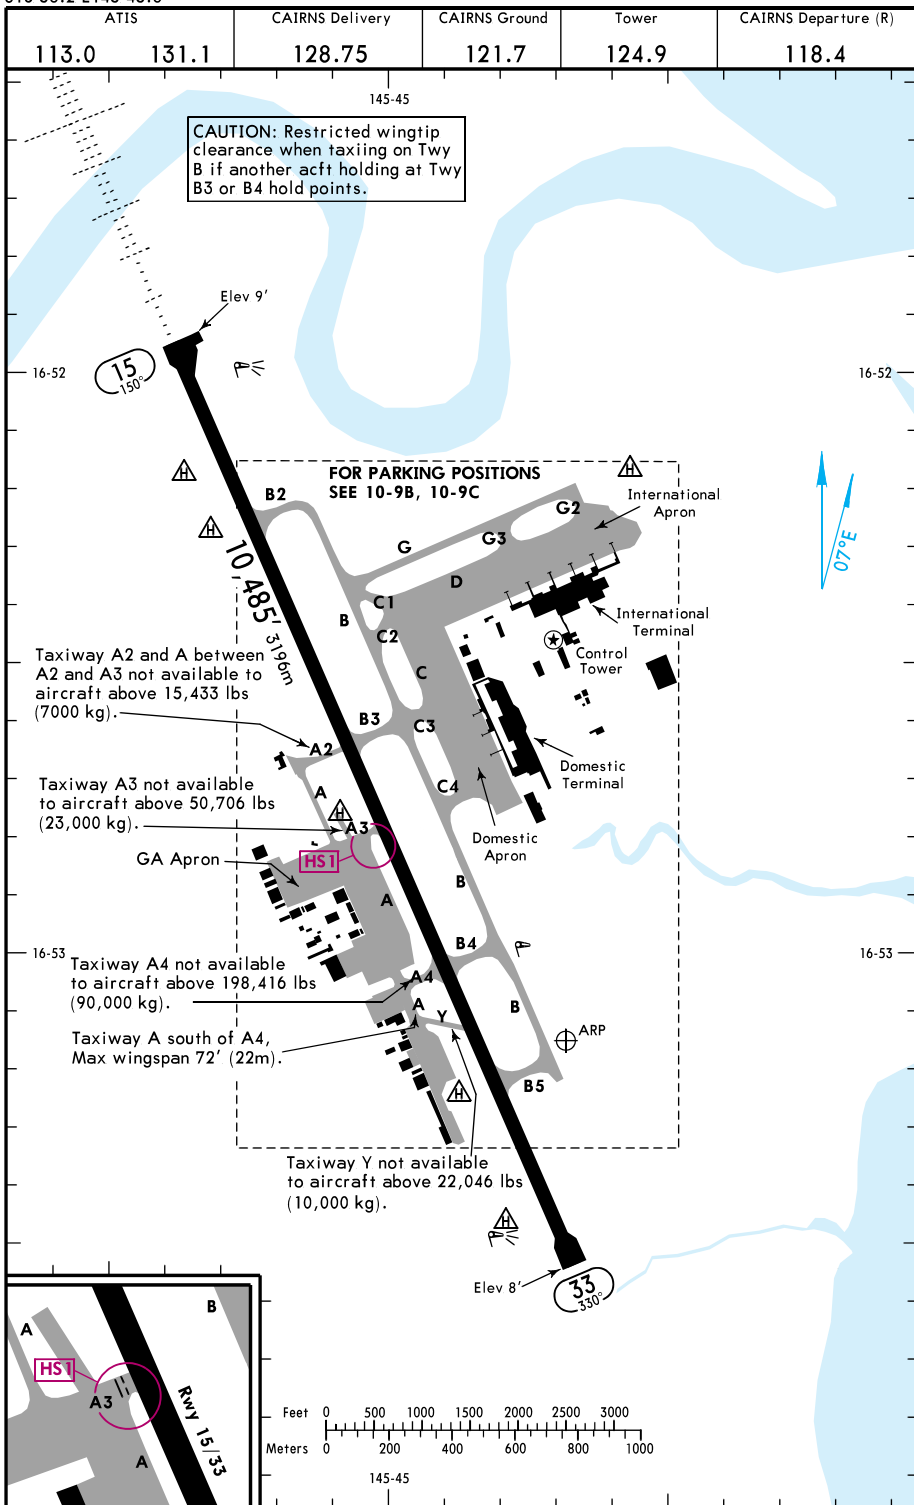 ATIS
CAIRNS Delivery
CAIRNS Ground
Tower
CAIRNS Departure (R)
113.0 131.1
128.75
121.7
124.9
118.4
145-45
CAUTION: Restricted wingtip
clearance when taxiing on Twy
B if another acft holding at Twy
B3 or B4 hold points.
Elev 9'
15
150°
16-52
16-52
FOR PARKING POSITIONS
SEE 10-9B, 10-9C
H
H
H
B2
International
Apron
G2
G3
G
D
07°E
10,485' 3196m
C1
B
C2
International
Terminal
Control
Tower
C
Taxiway A2 and A between
A2 and A3 not available to
aircraft above 15,433 lbs
(7000 kg).
B3
C3
A2
Domestic
Terminal
Taxiway A3 not available
to aircraft above 50,706 lbs
(23,000 kg).
A
C4
H
A3
HS1
Domestic
Apron
GA Apron
B
A
B4
16-53
16-53
Taxiway A4 not available
to aircraft above 198,416 lbs
(90,000 kg).
A4
A
Y
B
ARP
Taxiway A south of A4,
Max wingspan 72' (22m).
B5
H
Taxiway Y not available
to aircraft above 22,046 lbs
(10,000 kg).
H
Elev 8'
33
330°
A
B
HS1
A3
Rwy 15/33
A
Feet 0 500 1000 1500 2000 2500 3000
Meters 0 200 400 600 800 1000
145-45